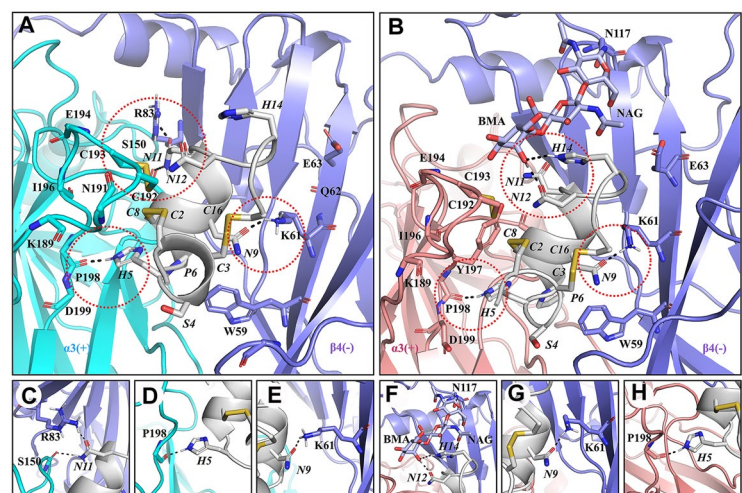 A
R83
H14
E194
S150
C193
N11
N12
E63
I196
N191
C192
Q62
C8
C2
C16
K189
K61
H5
C3
N9
P198
P6
D199
S4
W59
α3(+)
β4(-)
B
N117
BMA
NAG
H14
E194
C193
N11
E63
C192
N12
I196
C8
C2
C16
K61
K189
Y197
C3
N9
P198
H5
P6
D199
S4
W59
α3(+)
β4(-)
C
R83
S150
N11
D
P198
H5
E
K61
N9
F
N117
BMA
H14
NAG
N12
G
K61
N9
H
P198
H5